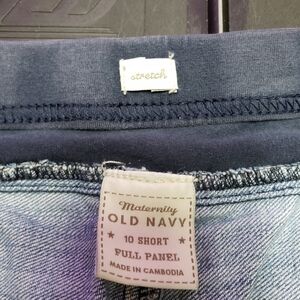 stretch
Maternity
OLD NAVY
10 SHORT
FULL PANEL
MADE IN CAMBODIA